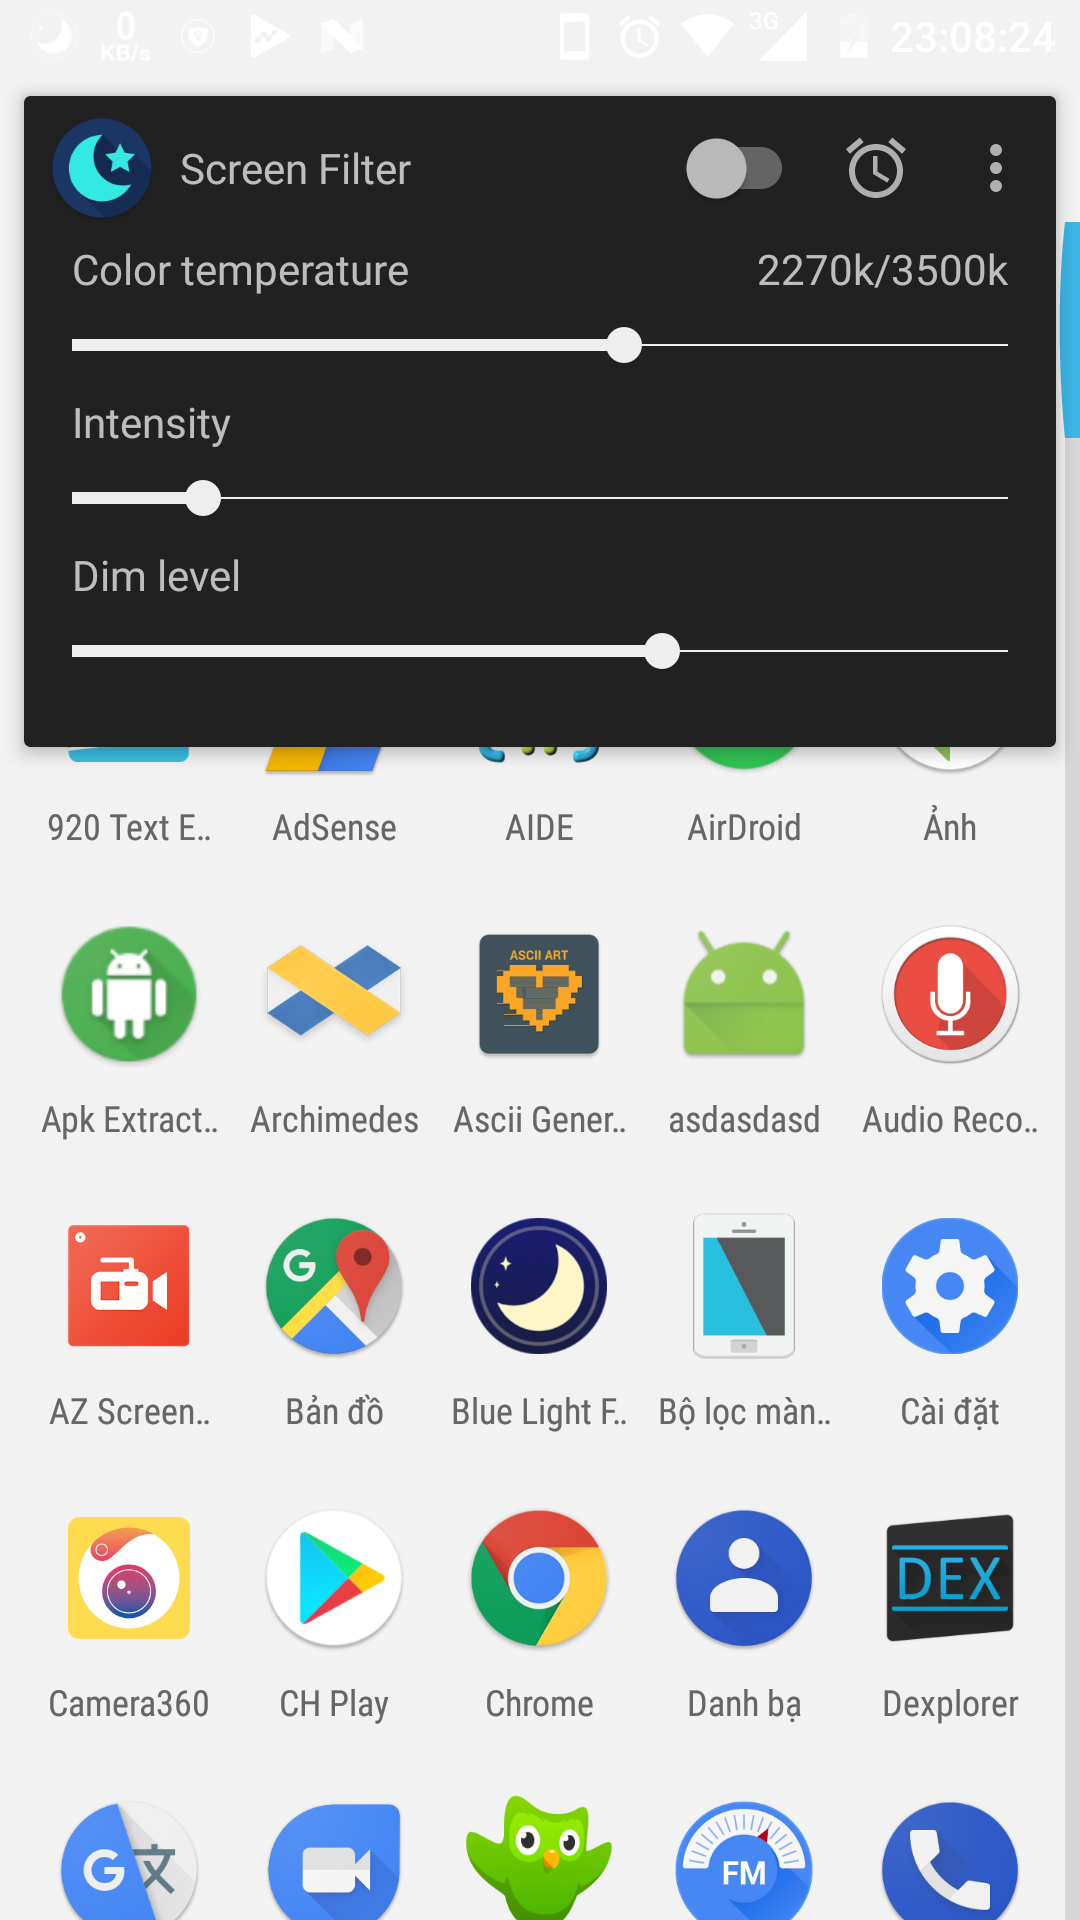 0
KB/s
3G
23:08:24
Screen Filter
Color temperature 2270k/3500k
Intensity
Dim level
920 Text E.. AdSense AIDE AirDroid Ảnh
ASCII ART
Apk Extract.. Archimedes Ascii Gener.. asdasdasd Audio Reco..
G
AZ Screen.. Bản đồ Blue Light F.. Bộ lọc màn.. Cài đặt
DEX
Camera360 CH Play Chrome Danh bạ Dexplorer
G 文 FM